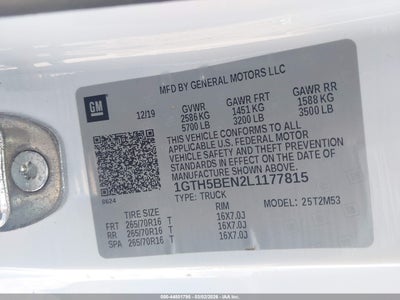 MFD BY GENERAL MOTORS LLC
GM
12/19
GVWR GAWR FRT GAWR RR
2586 KG 1451 KG 1588 KG
5700 LB 3200 LB 3500 LB
THIS VEHICLE CONFORMS TO ALL
APPLICABLE U.S. FEDERAL MOTOR
VEHICLE SAFETY STANDARDS IN
EFFECT ON THE DATE OF MANUFACTURE
SHOWN ABOVE.
1GTH5BEN2L1177815
TYPE: TRUCK
0624
MODEL: 25T2M53
TIRE SIZE RIM
FRT 265/70R16 T 16X7.0J
RR 265/70R16 T 16X7.0J
SPA 265/70R16 T 16X7.0J